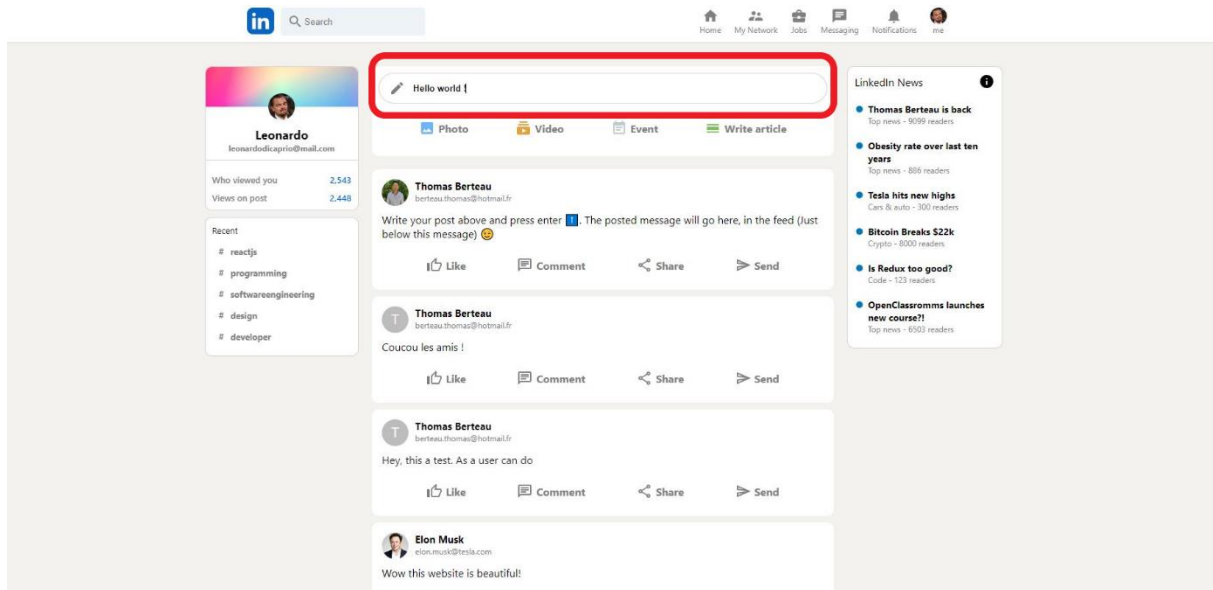 in
Search
Home My Network Jobs Messaging Notifications me
Leonardo
leonardodicaprio@mail.com
Who viewed you 2,543
Views on post 2,448
Recent
# reactjs
# programming
# softwareengineering
# design
# developer
Hello world !
Photo Video Event Write article
Thomas Berteau
berteau.thomas@hotmail.fr
Write your post above and press enter ⬆. The posted message will go here, in the feed (Just
below this message) 😉
Like Comment Share Send
T
Thomas Berteau
berteau.thomas@hotmail.fr
Coucou les amis !
Like Comment Share Send
T
Thomas Berteau
berteau.thomas@hotmail.fr
Hey, this a test. As a user can do
Like Comment Share Send
Elon Musk
elon.musk@tesla.com
Wow this website is beautiful!
LinkedIn News
Thomas Berteau is back
Top news - 9099 readers
Obesity rate over last ten
years
Top news - 886 readers
Tesla hits new highs
Cars & auto - 300 readers
Bitcoin Breaks $22k
Crypto - 8000 readers
Is Redux too good?
Code - 123 readers
OpenClassromms launches
new course?!
Top news - 6503 readers